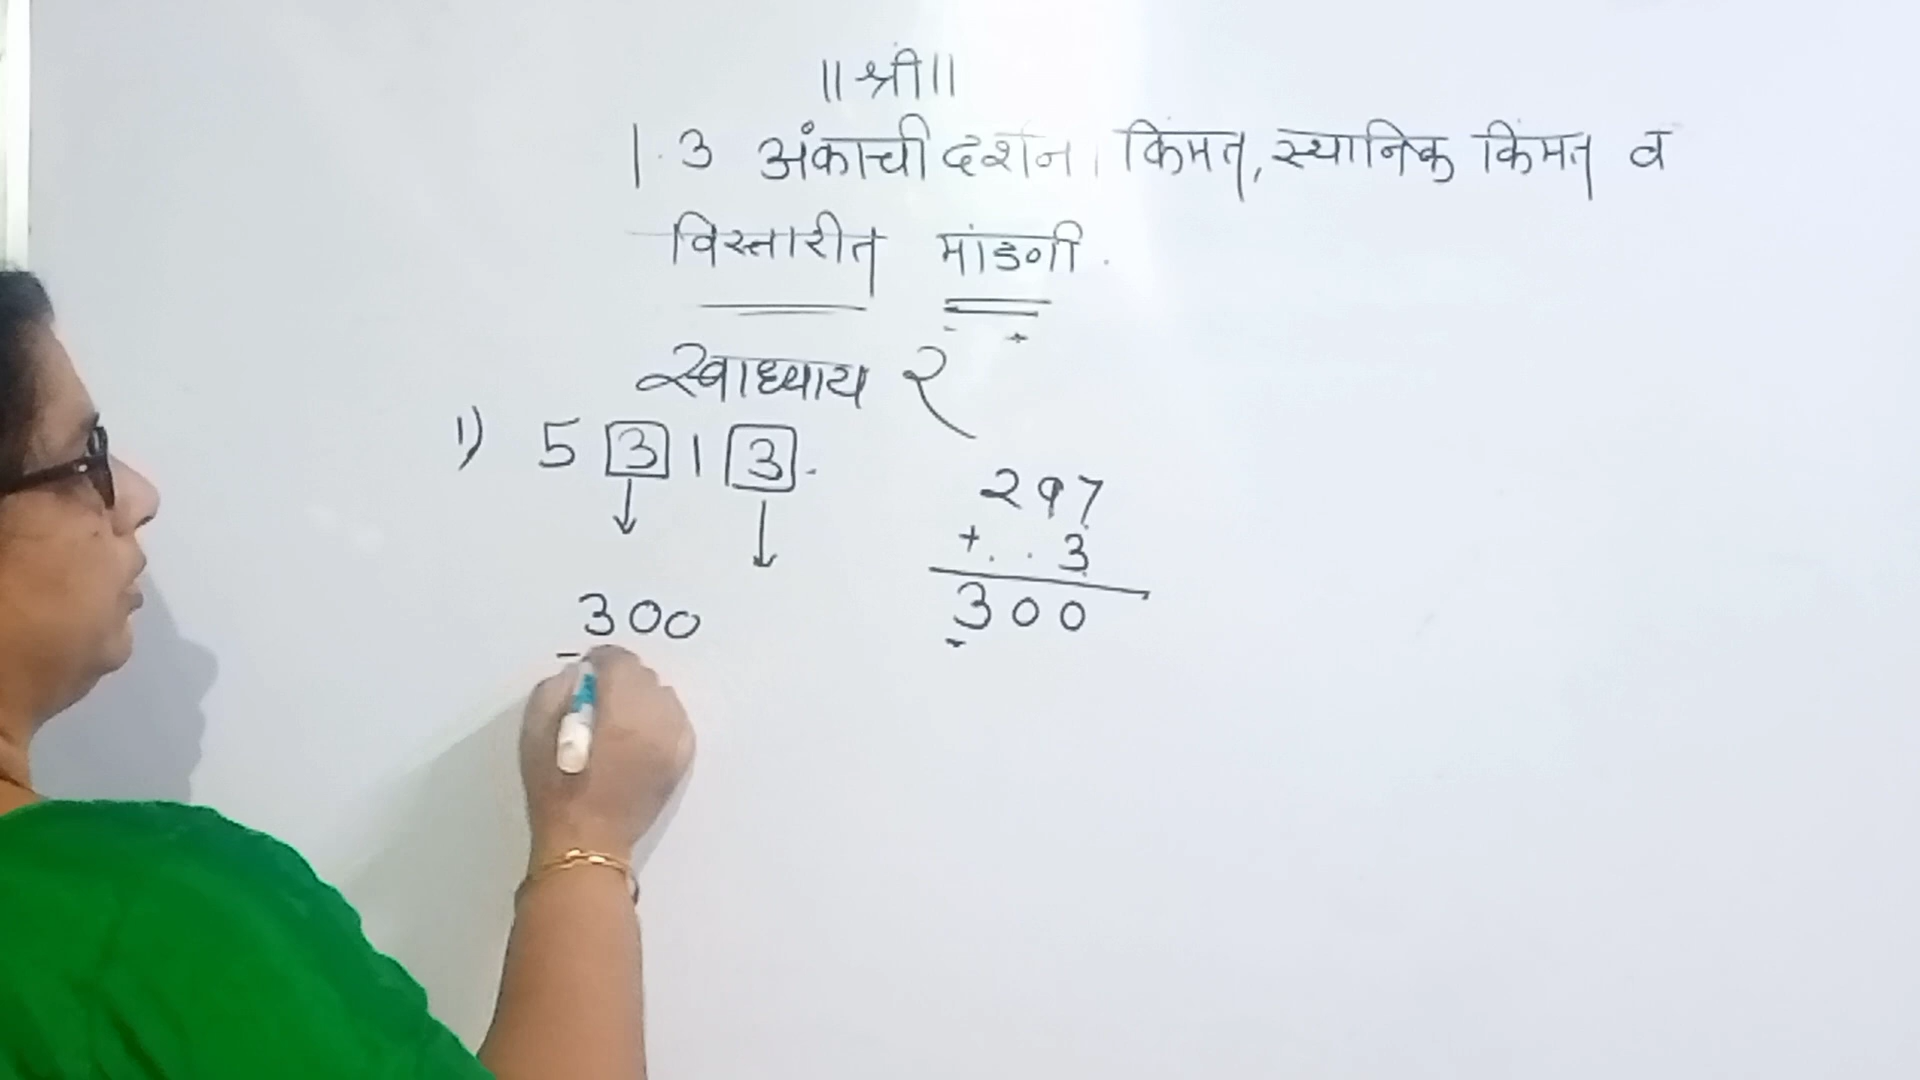 ॥ श्री ॥
1.3 अंकाची दर्शनी किंमत, स्थानिक किंमत व
विस्तारीत मांडणी.
स्वाध्याय २
1) 5 3 1 3.
297
+ 3
300
300